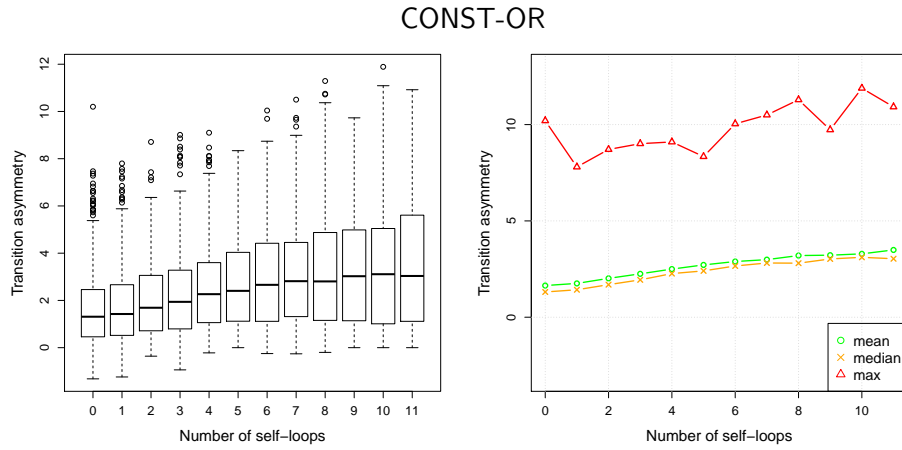 CONST-OR
Transition asymmetry
12
10
8
6
4
2
0
0 1 2 3 4 5 6 7 8 9 10 11
Number of self-loops
Transition asymmetry
10
5
0
0 2 4 6 8 10
Number of self-loops
mean
median
max